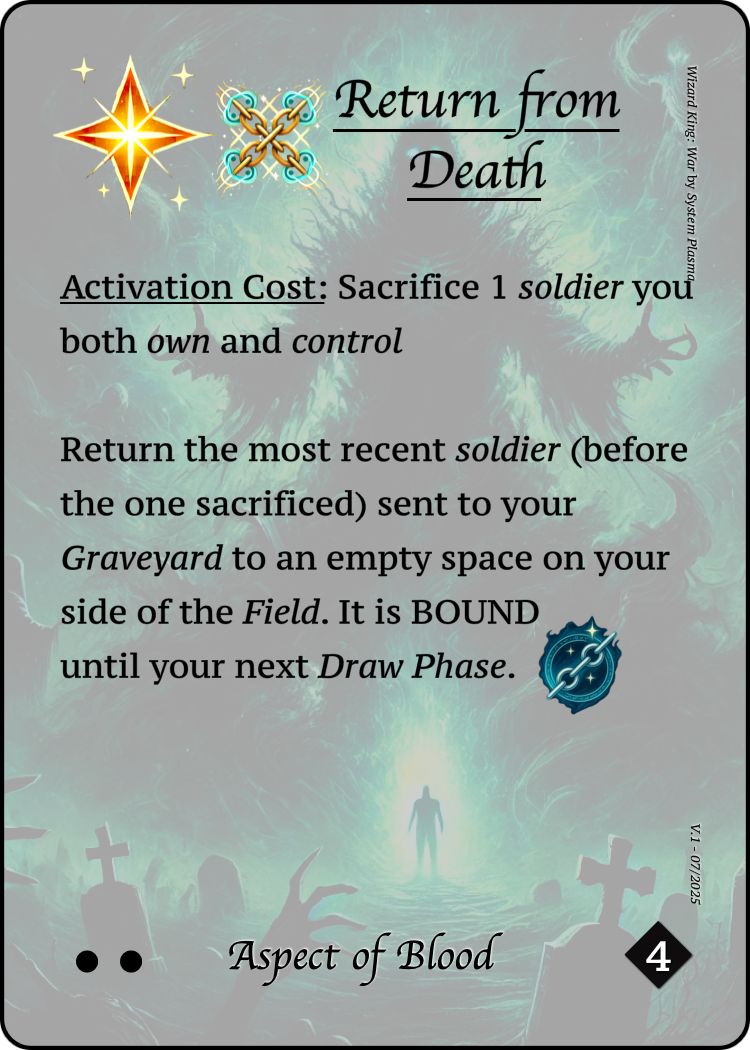 Return from
Death
Wizard King: War by System Plasma
Activation Cost: Sacrifice 1 soldier you
both own and control
Return the most recent soldier (before
the one sacrificed) sent to your
Graveyard to an empty space on your
side of the Field. It is BOUND
until your next Draw Phase.
V.1 - 07/2025
Aspect of Blood
4